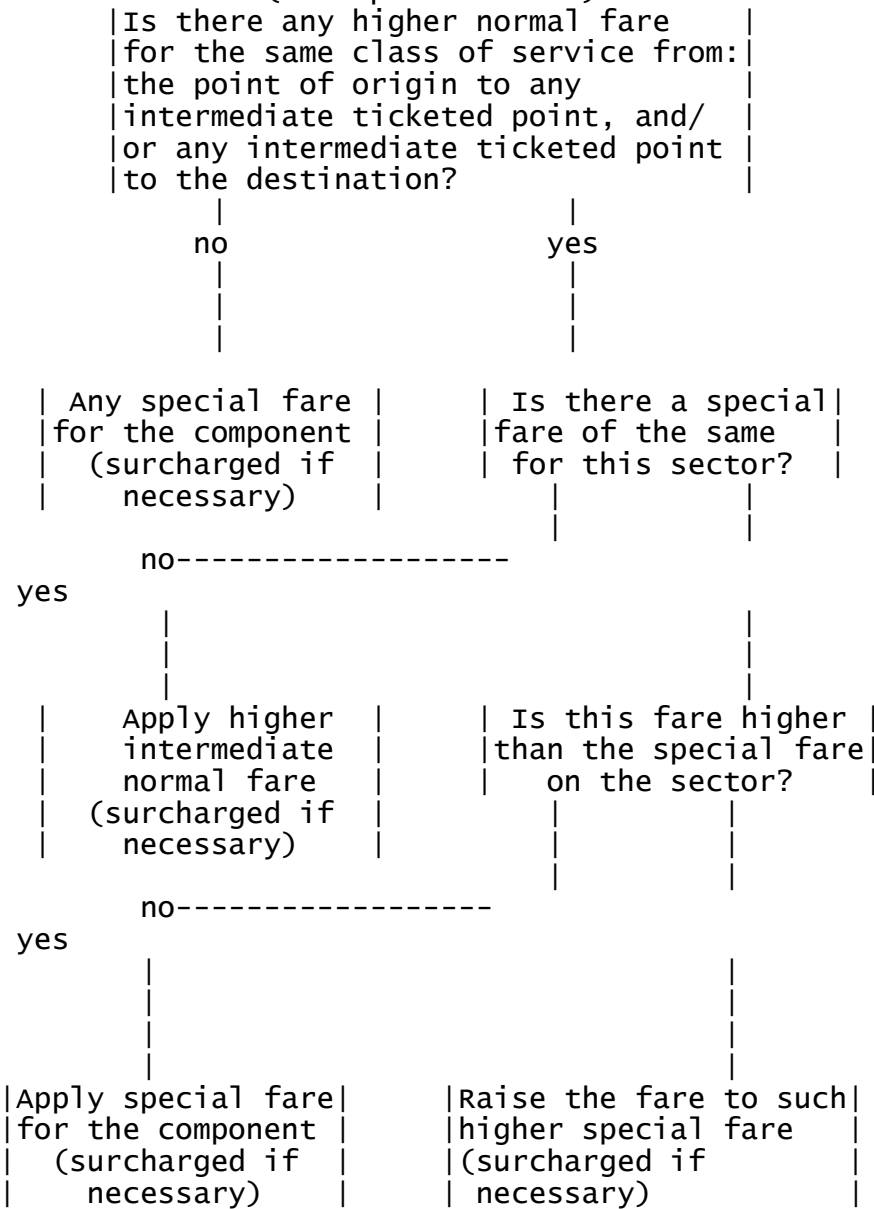 |Is there any higher normal fare |
|for the same class of service from:|
|the point of origin to any |
|intermediate ticketed point, and/ |
|or any intermediate ticketed point |
|to the destination? |
| |
no yes
| |
| |
| |
| Any special fare | | Is there a special|
|for the component | |fare of the same |
| (surcharged if | | for this sector? |
| necessary) | | |
| |
no-------------------
yes
| |
| |
| |
| Apply higher | | Is this fare higher |
| intermediate | |than the special fare|
| normal fare | | on the sector? |
| (surcharged if | | |
| necessary) | | |
| |
no------------------
yes
| |
| |
| |
| |
|Apply special fare| |Raise the fare to such|
|for the component | |higher special fare |
| (surcharged if | |(surcharged if |
| necessary) | | necessary) |